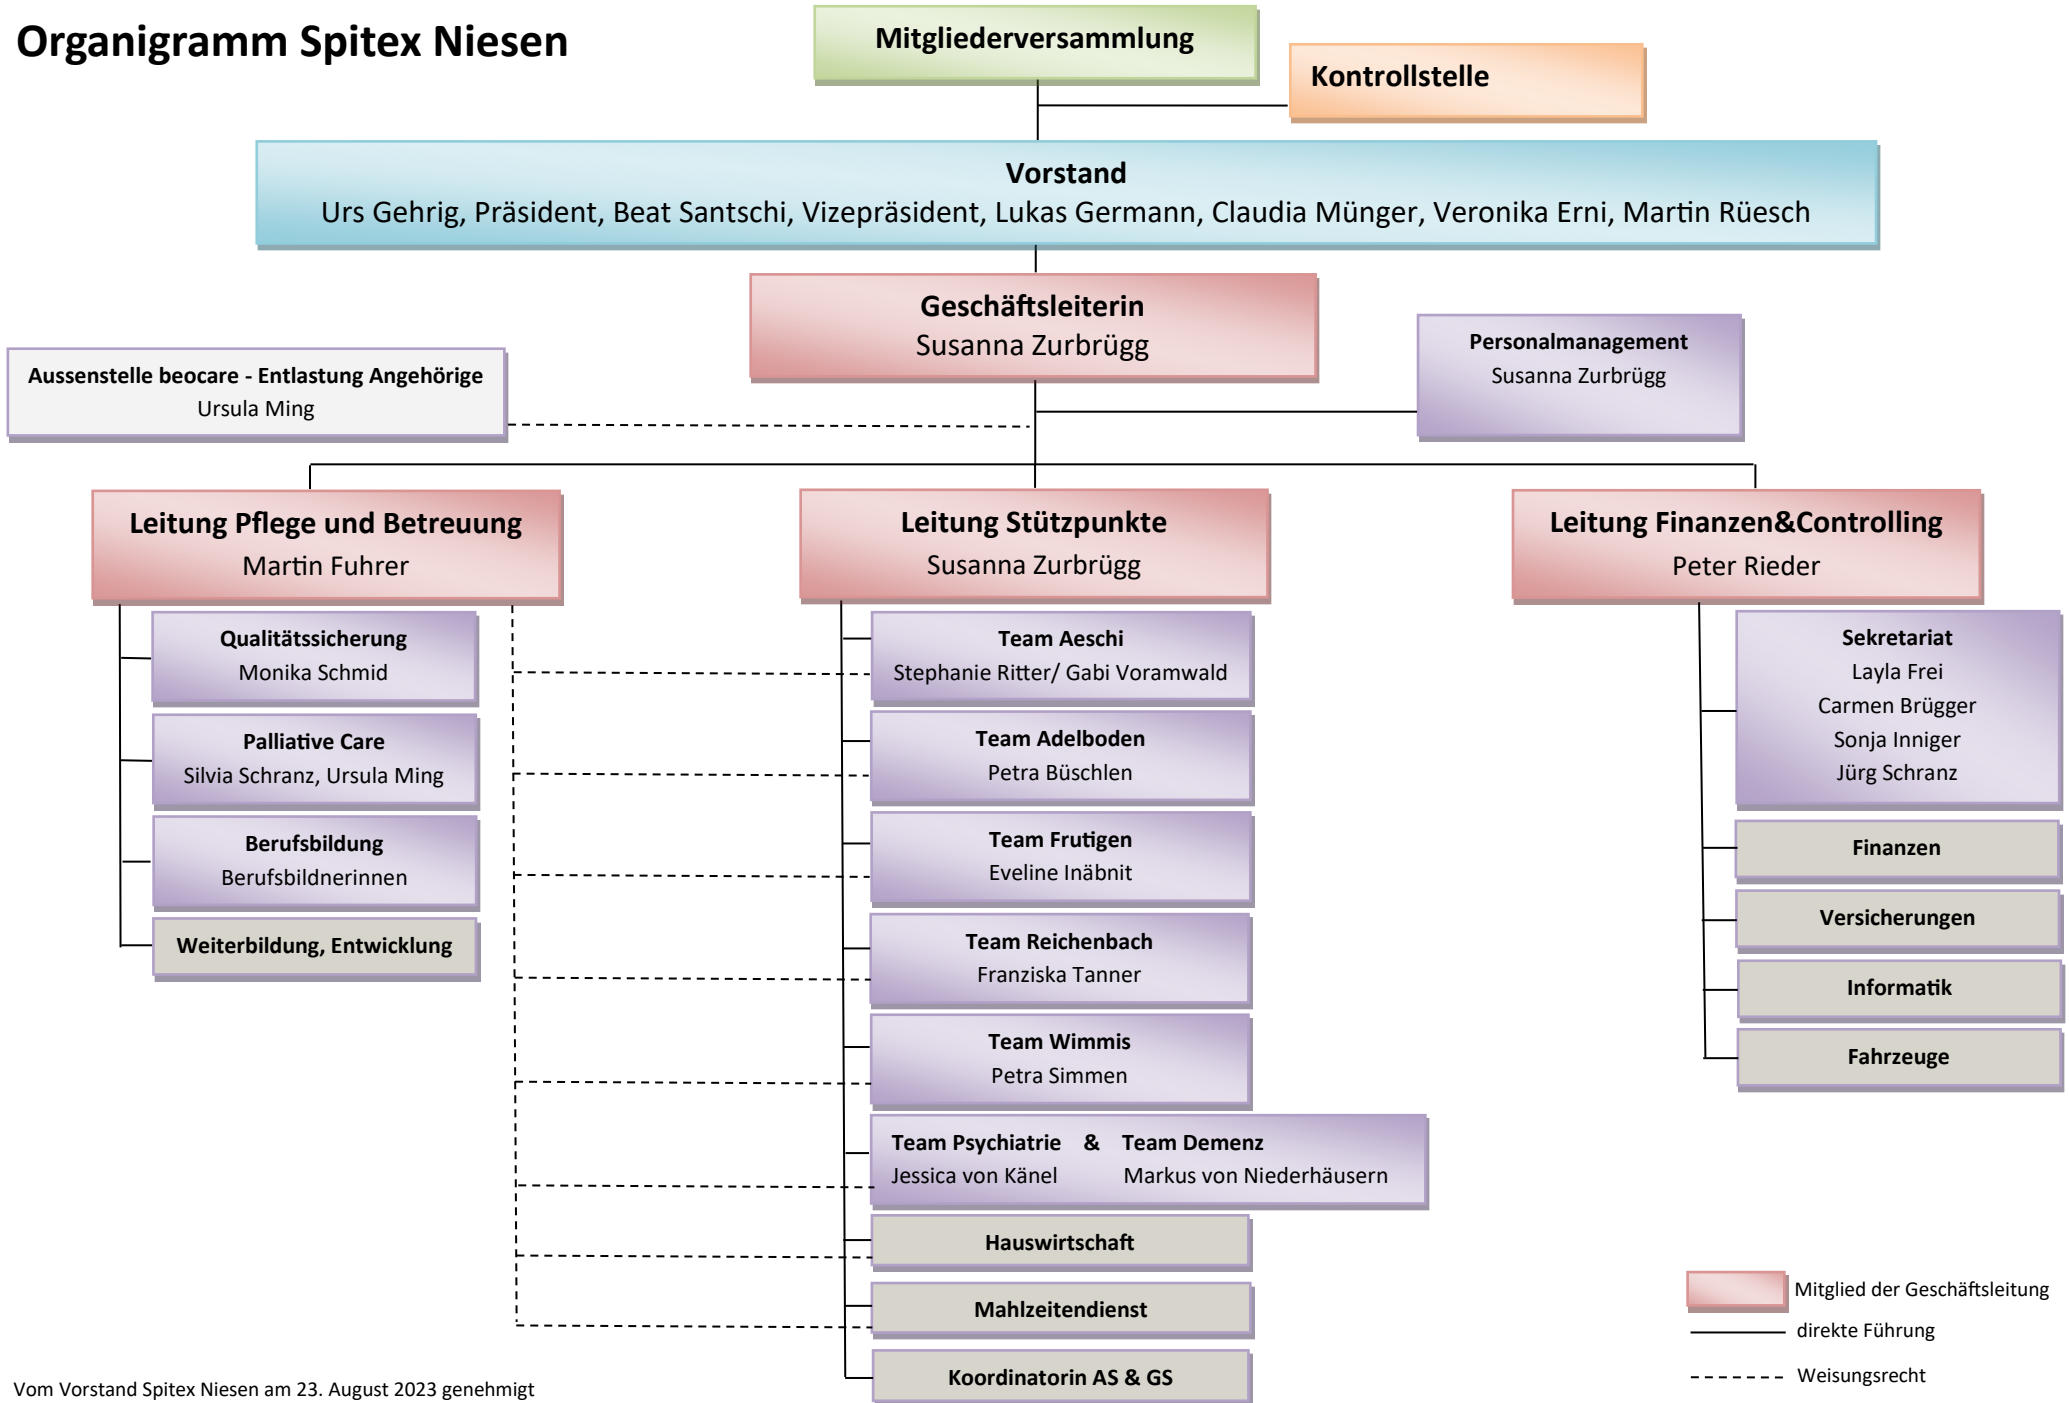 Organigramm Spitex Niesen
Mitgliederversammlung
Kontrollstelle
Vorstand
Urs Gehrig, Präsident, Beat Santschi, Vizepräsident, Lukas Germann, Claudia Münger, Veronika Erni, Martin Rüesch
Geschäftsleiterin
Susanna Zurbrügg
Personalmanagement
Susanna Zurbrügg
Aussenstelle beocare - Entlastung Angehörige
Ursula Ming
Leitung Pflege und Betreuung
Martin Fuhrer
Qualitätssicherung
Monika Schmid
Palliative Care
Silvia Schranz, Ursula Ming
Berufsbildung
Berufsbildnerinnen
Weiterbildung, Entwicklung
Leitung Stützpunkte
Susanna Zurbrügg
Team Aeschi
Stephanie Ritter/ Gabi Voramwald
Team Adelboden
Petra Büschlen
Team Frutigen
Eveline Inäbnit
Team Reichenbach
Franziska Tanner
Team Wimmis
Petra Simmen
Team Psychiatrie & Team Demenz
Jessica von Känel Markus von Niederhäusern
Hauswirtschaft
Mahlzeitendienst
Koordinatorin AS & GS
Leitung Finanzen&Controlling
Peter Rieder
Sekretariat
Layla Frei
Carmen Brügger
Sonja Inniger
Jürg Schranz
Finanzen
Versicherungen
Informatik
Fahrzeuge
Mitglied der Geschäftsleitung
direkte Führung
Weisungsrecht
Vom Vorstand Spitex Niesen am 23. August 2023 genehmigt